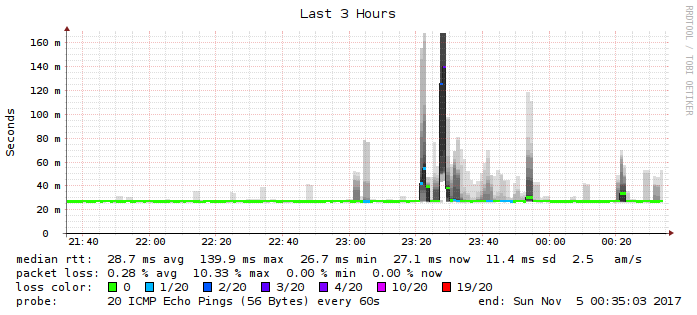 Last 3 Hours
RRDTOOL / TOBI OETIKER
Seconds
160 m
140 m
120 m
100 m
80 m
60 m
40 m
20 m
0
21:40 22:00 22:20 22:40 23:00 23:20 23:40 00:00 00:20
median rtt: 28.7 ms avg 139.9 ms max 26.7 ms min 27.1 ms now 11.4 ms sd 2.5 am/s
packet loss: 0.28 % avg 10.33 % max 0.00 % min 0.00 % now
loss color: 0 1/20 2/20 3/20 4/20 10/20 19/20
probe: 20 ICMP Echo Pings (56 Bytes) every 60s end: Sun Nov 5 00:35:03 2017